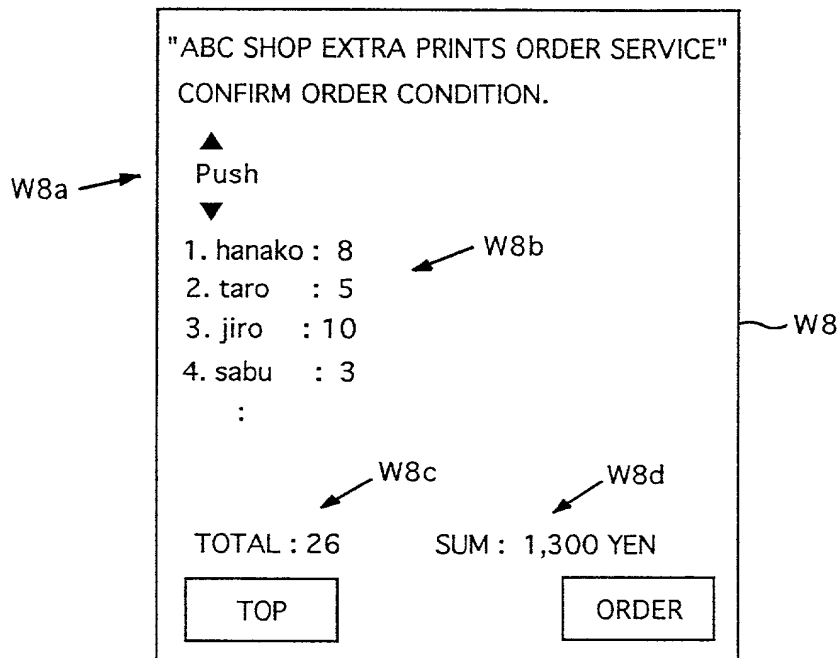 "ABC SHOP EXTRA PRINTS ORDER SERVICE"
CONFIRM ORDER CONDITION.
▲
W8a
Push
▼
1. hanako : 8
W8b
2. taro : 5
3. jiro : 10
W8
4. sabu : 3
:
W8c
W8d
TOTAL : 26 SUM : 1,300 YEN
TOP ORDER